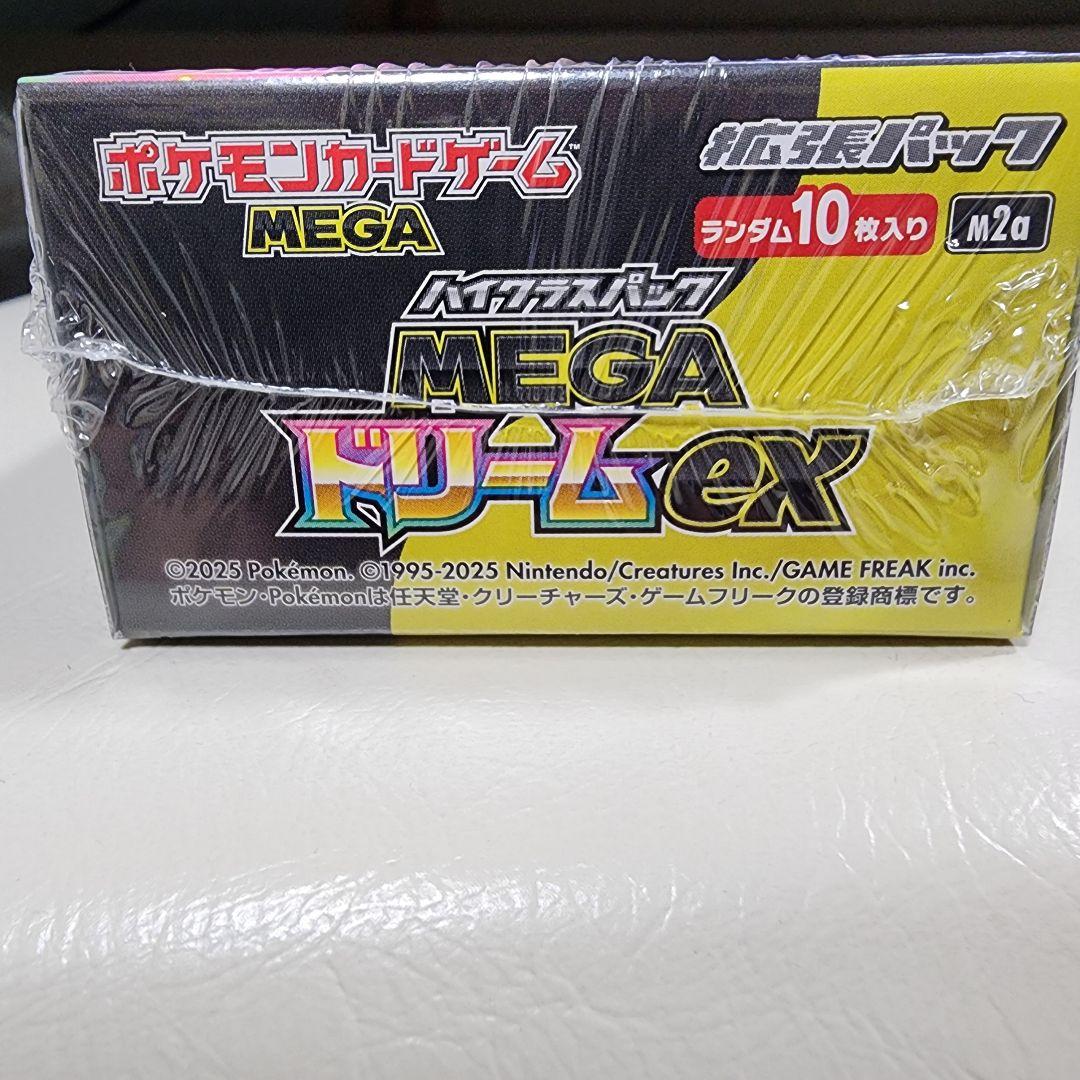 ポケモンカードゲーム™
MEGA
拡張パック
ランダム10枚入り
M2a
ハイクラスパック
MEGA
ドリームex
©2025 Pokémon. ©1995-2025 Nintendo/Creatures Inc./GAME FREAK inc.
ポケモン・Pokémonは任天堂・クリーチャーズ・ゲームフリークの登録商標です。